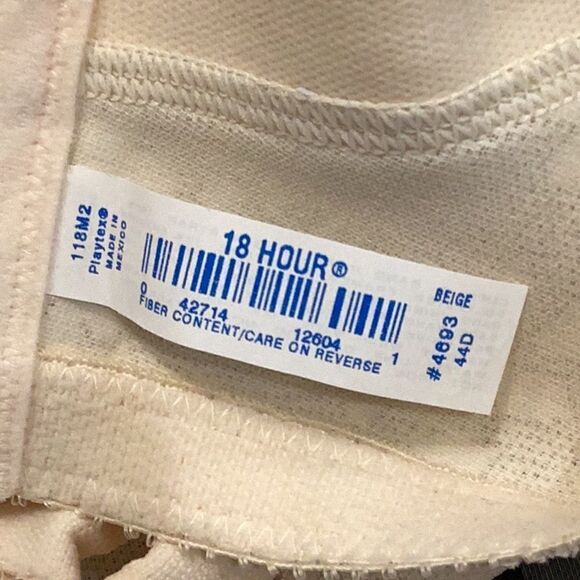 118M2
Playtex®
MADE IN
MEXICO
18 HOUR®
0 42714 12604 1
FIBER CONTENT/CARE ON REVERSE
BEIGE
#4693
44D